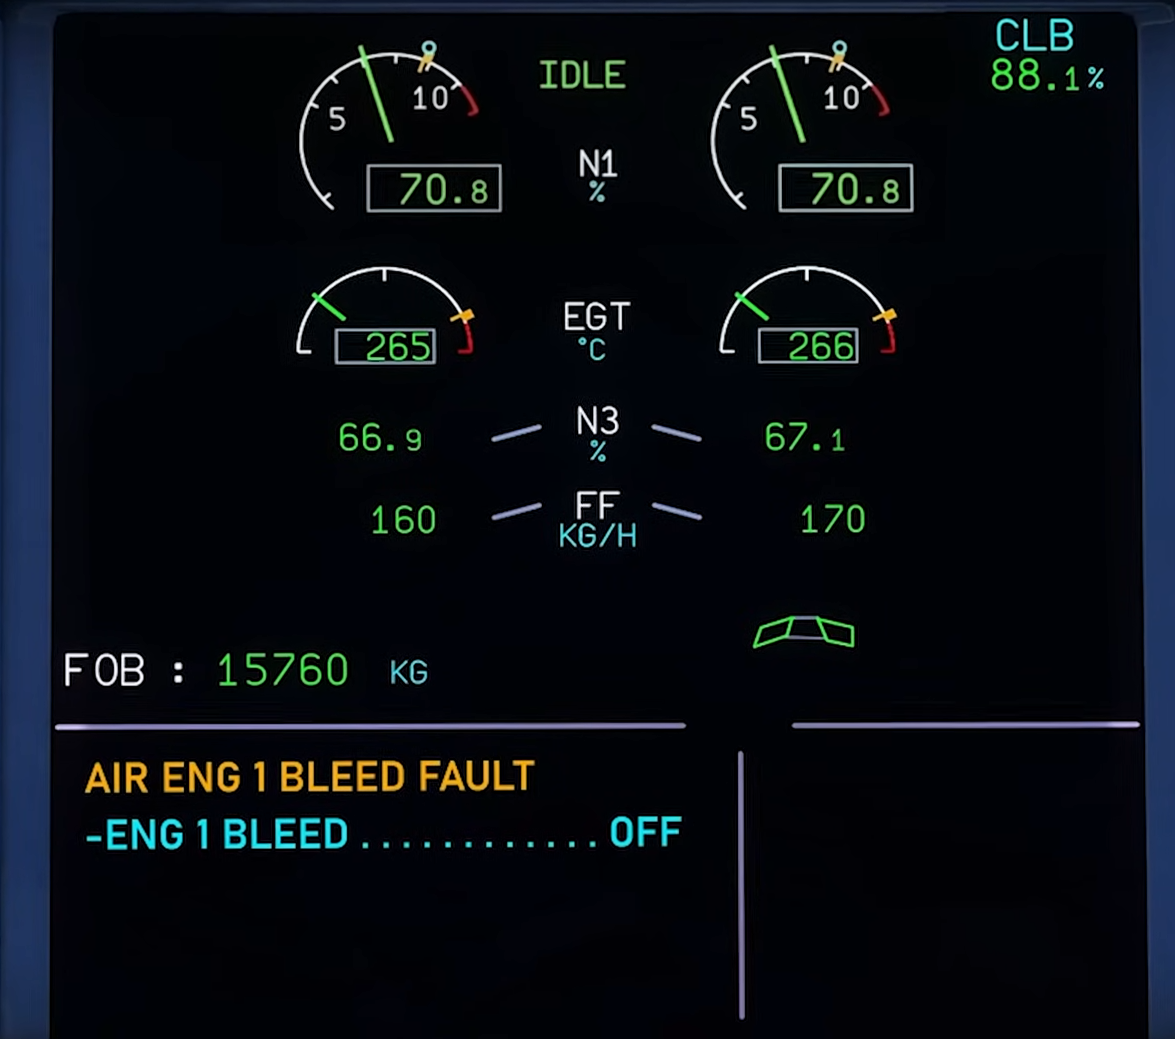 CLB
88.1%
5 10 IDLE 5 10
70.8 N1 70.8
%
EGT
265 °C 266
66.9 N3 67.1
%
160 FF 170
KG/H
FOB : 15760 KG
AIR ENG 1 BLEED FAULT
-ENG 1 BLEED ............ OFF